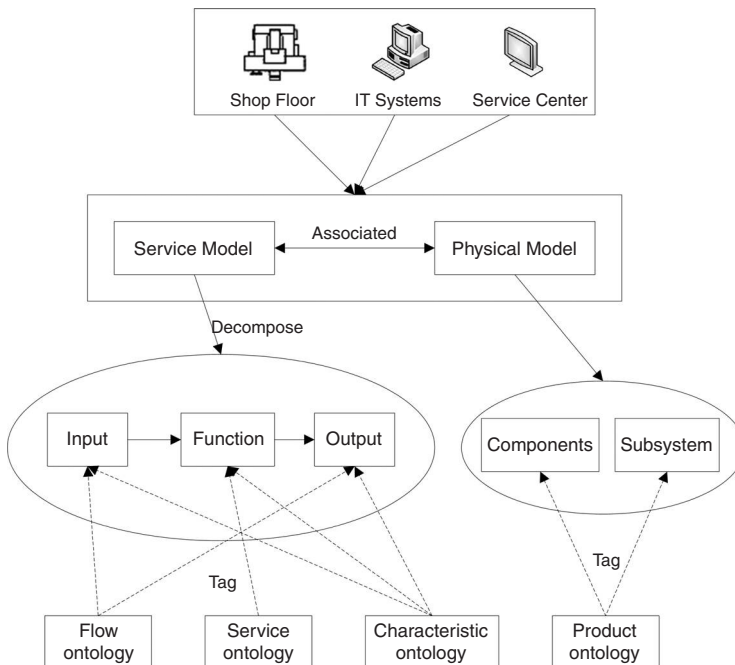 Shop Floor
IT Systems
Service Center
Service Model
Associated
Physical Model
Decompose
Input
Function
Output
Components
Subsystem
Tag
Tag
Flow
ontology
Service
ontology
Characteristic
ontology
Product
ontology